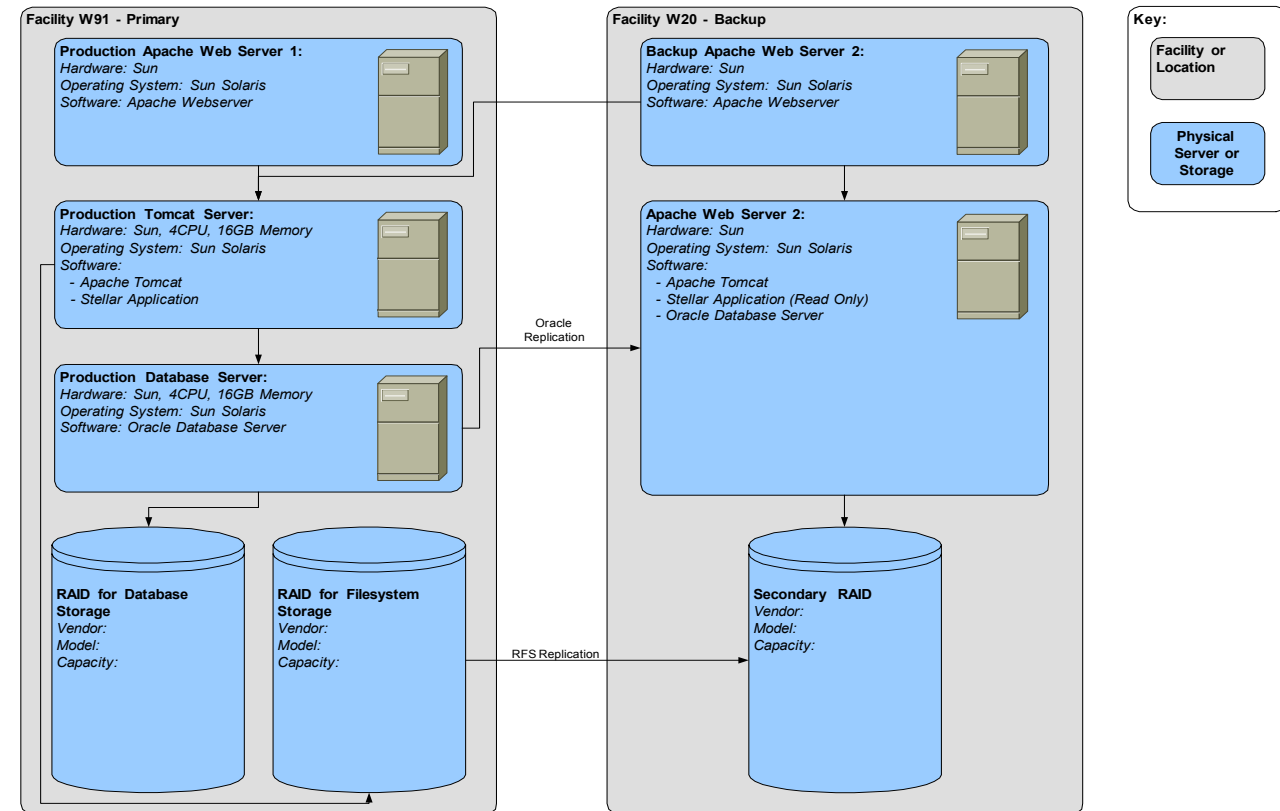 Facility W91 - Primary
Production Apache Web Server 1:
Hardware: Sun
Operating System: Sun Solaris
Software: Apache Webserver
Production Tomcat Server:
Hardware: Sun, 4CPU, 16GB Memory
Operating System: Sun Solaris
Software:
- Apache Tomcat
- Stellar Application
Production Database Server:
Hardware: Sun, 4CPU, 16GB Memory
Operating System: Sun Solaris
Software: Oracle Database Server
RAID for Database
Storage
Vendor:
Model:
Capacity:
RAID for Filesystem
Storage
Vendor:
Model:
Capacity:
Oracle
Replication
RFS Replication
Facility W20 - Backup
Backup Apache Web Server 2:
Hardware: Sun
Operating System: Sun Solaris
Software: Apache Webserver
Apache Web Server 2:
Hardware: Sun
Operating System: Sun Solaris
Software:
- Apache Tomcat
- Stellar Application (Read Only)
- Oracle Database Server
Secondary RAID
Vendor:
Model:
Capacity:
Key:
Facility or
Location
Physical
Server or
Storage